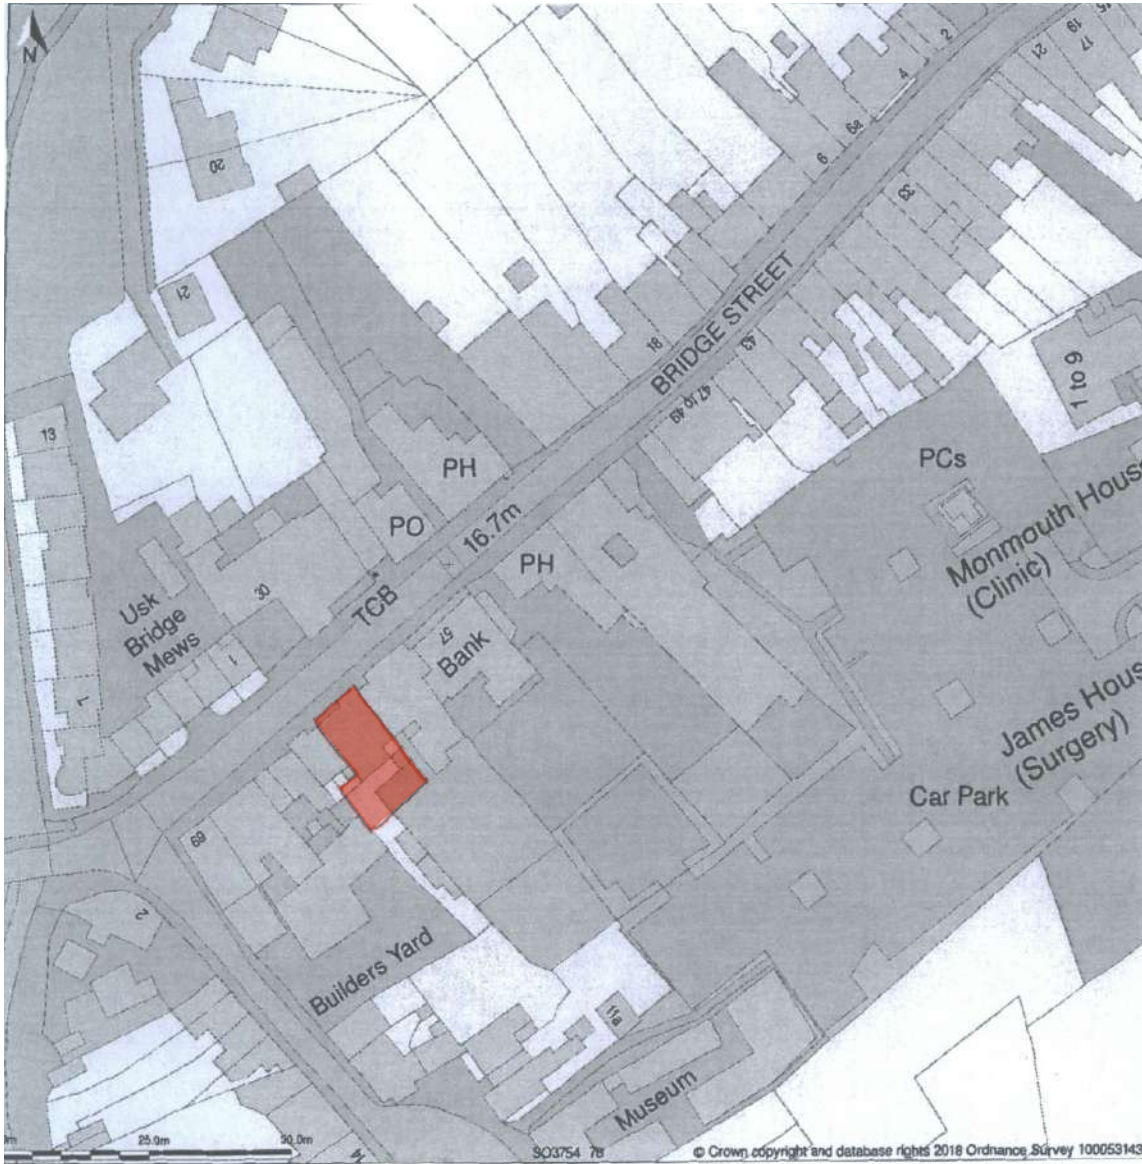 N
2
4
6a
6
15
19
17
21
33
20
21
18
BRIDGE STREET
43
47 to 49
1 to 9
PCs
Monmouth House
(Clinic)
13
PH
PO
16.7m
PH
TCB
30
Usk
Bridge
Mews
1
1
57
Bank
James House
(Surgery)
Car Park
69
2
Builders Yard
11a
Museum
25.0m
SO3754
© Crown copyright and database rights 2018 Ordnance Survey 100053143